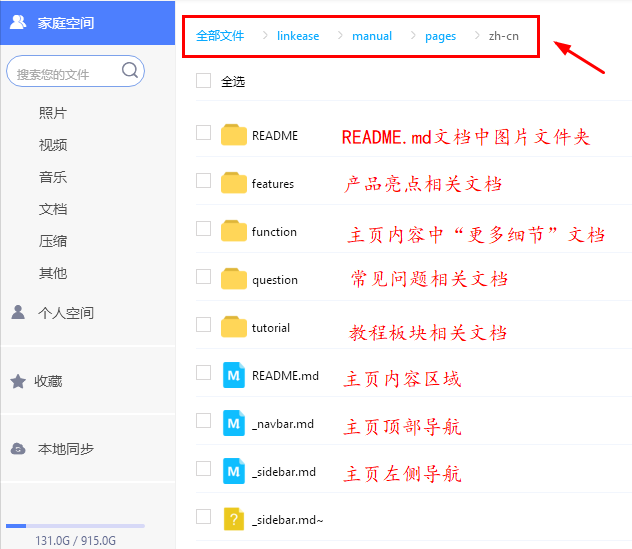 家庭空间
搜索您的文件
照片
视频
音乐
文档
压缩
其他
个人空间
收藏
本地同步
131.0G / 915.0G
全部文件 > linkease > manual > pages > zh-cn
全选
README README.md文档中图片文件夹
features 产品亮点相关文档
function 主页内容中“更多细节”文档
question 常见问题相关文档
tutorial 教程板块相关文档
M README.md 主页内容区域
M _navbar.md 主页顶部导航
M _sidebar.md 主页左侧导航
? _sidebar.md~